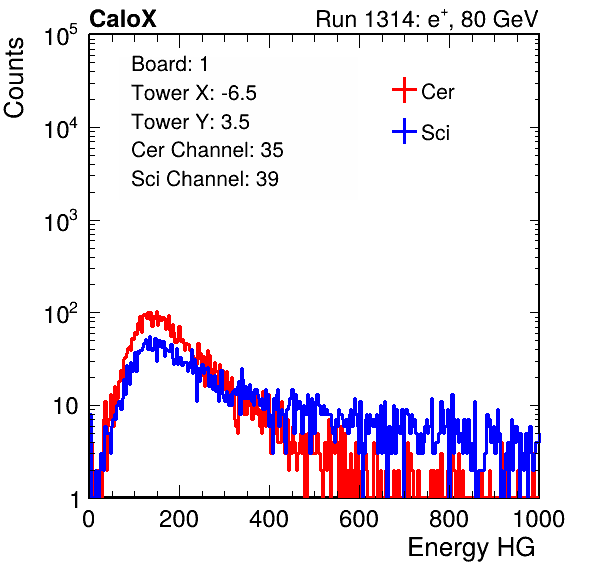 CaloX Run 1314: e⁺, 80 GeV
Counts
Board: 1
Tower X: -6.5
Tower Y: 3.5
Cer Channel: 35
Sci Channel: 39
Cer
Sci
10⁵
10⁴
10³
10²
10
1
0 200 400 600 800 1000
Energy HG